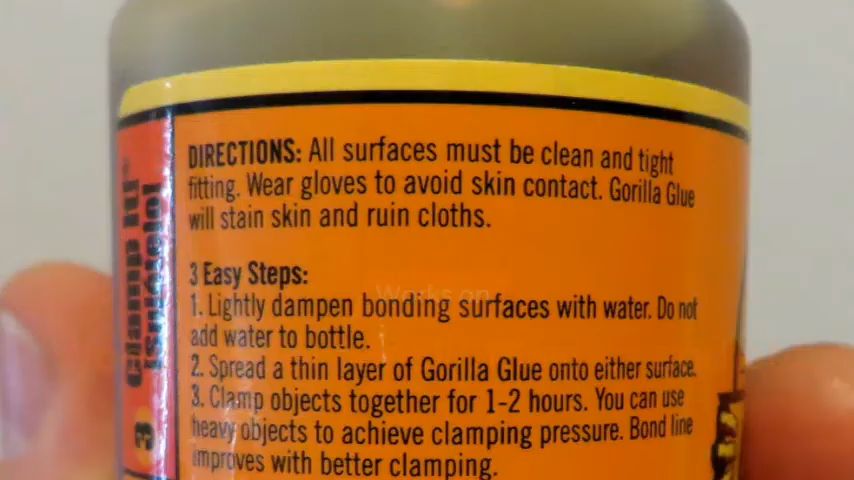 DIRECTIONS: All surfaces must be clean and tight
fitting. Wear gloves to avoid skin contact. Gorilla Glue
will stain skin and ruin cloths.
3 Easy Steps:
1. Lightly dampen bonding surfaces with water. Do not
add water to bottle.
2. Spread a thin layer of Gorilla Glue onto either surface.
3. Clamp objects together for 1-2 hours. You can use
heavy objects to achieve clamping pressure. Bond line
improves with better clamping.
Works on
3 Clamp It!